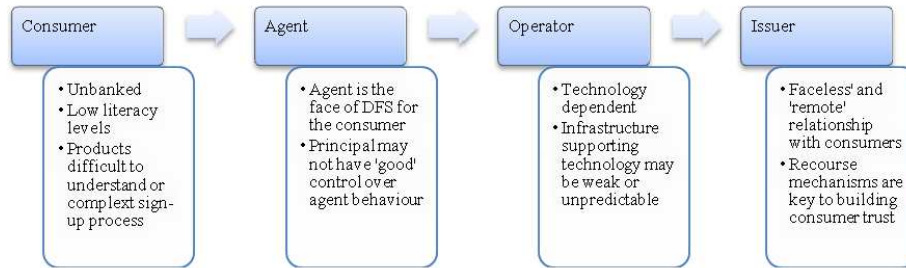 Consumer
Agent
Operator
Issuer
• Unbanked
• Low literacy
levels
• Products
difficult to
understand or
complext sign-
up process
• Agent is the
face of DFS for
the consumer
• Principal may
not have 'good'
control over
agent behaviour
• Technology
dependent
• Infrastructure
supporting
technology may
be weak or
unpredictable
• Faceless' and
'remote'
relationship
with consumers
• Recourse
mechanisms are
key to building
consumer trust